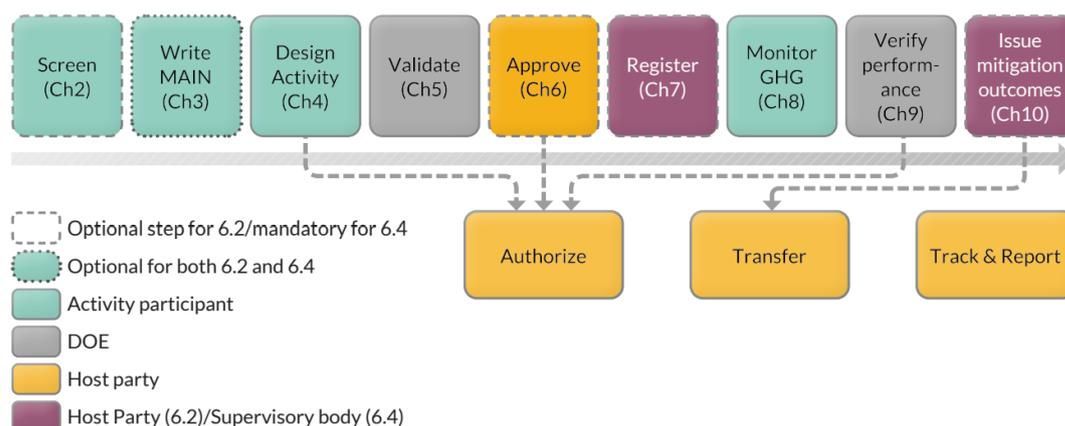 Screen
(Ch2)
Write
MAIN
(Ch3)
Design
Activity
(Ch4)
Validate
(Ch5)
Approve
(Ch6)
Register
(Ch7)
Monitor
GHG
(Ch8)
Verify
perform-
ance
(Ch9)
Issue
mitigation
outcomes
(Ch10)
Authorize
Transfer
Track & Report
Optional step for 6.2/mandatory for 6.4
Optional for both 6.2 and 6.4
Activity participant
DOE
Host party
Host Party (6.2)/Supervisory body (6.4)